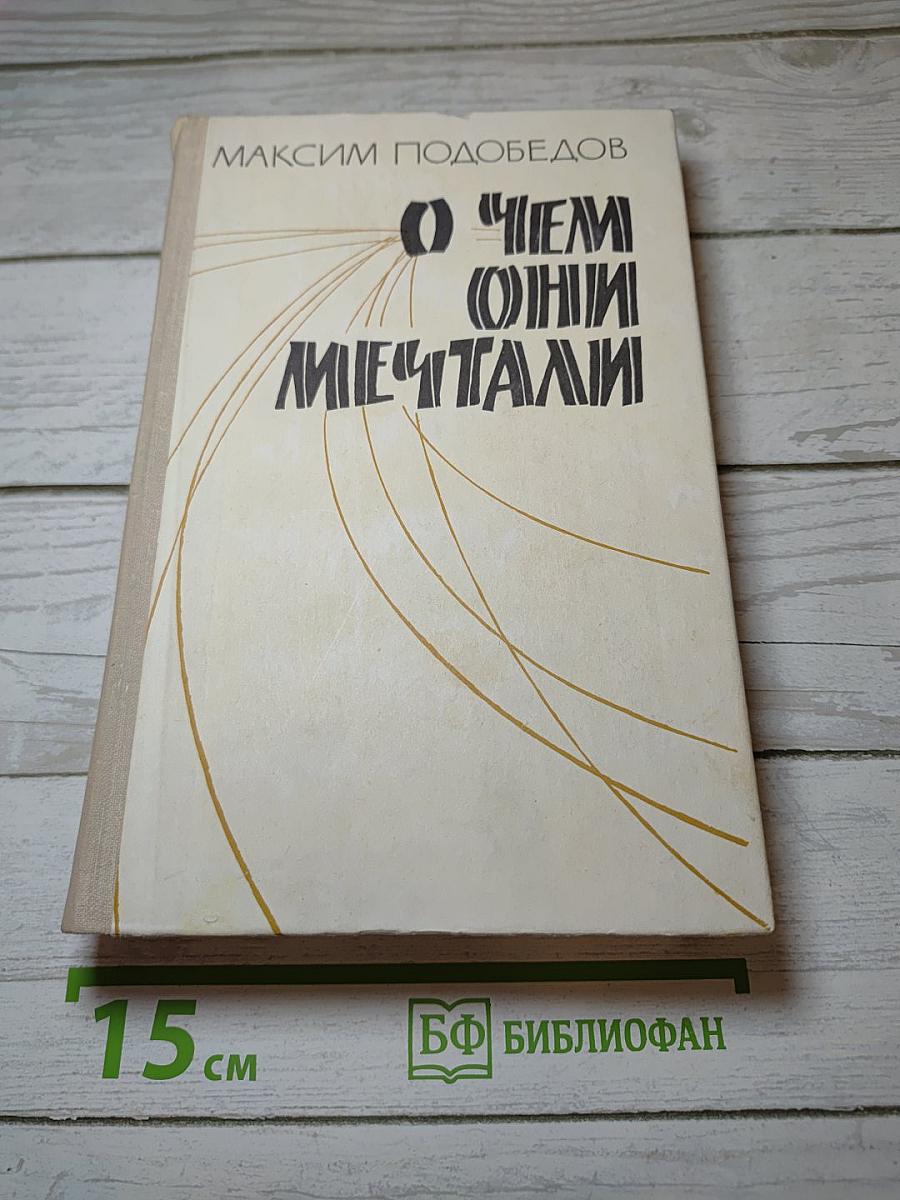 МАКСИМ ПОДОБЕДОВ
О ЧЕМ
ОНИ
МЕЧТАЛИ
15 см
БФ БИБЛИОФАН